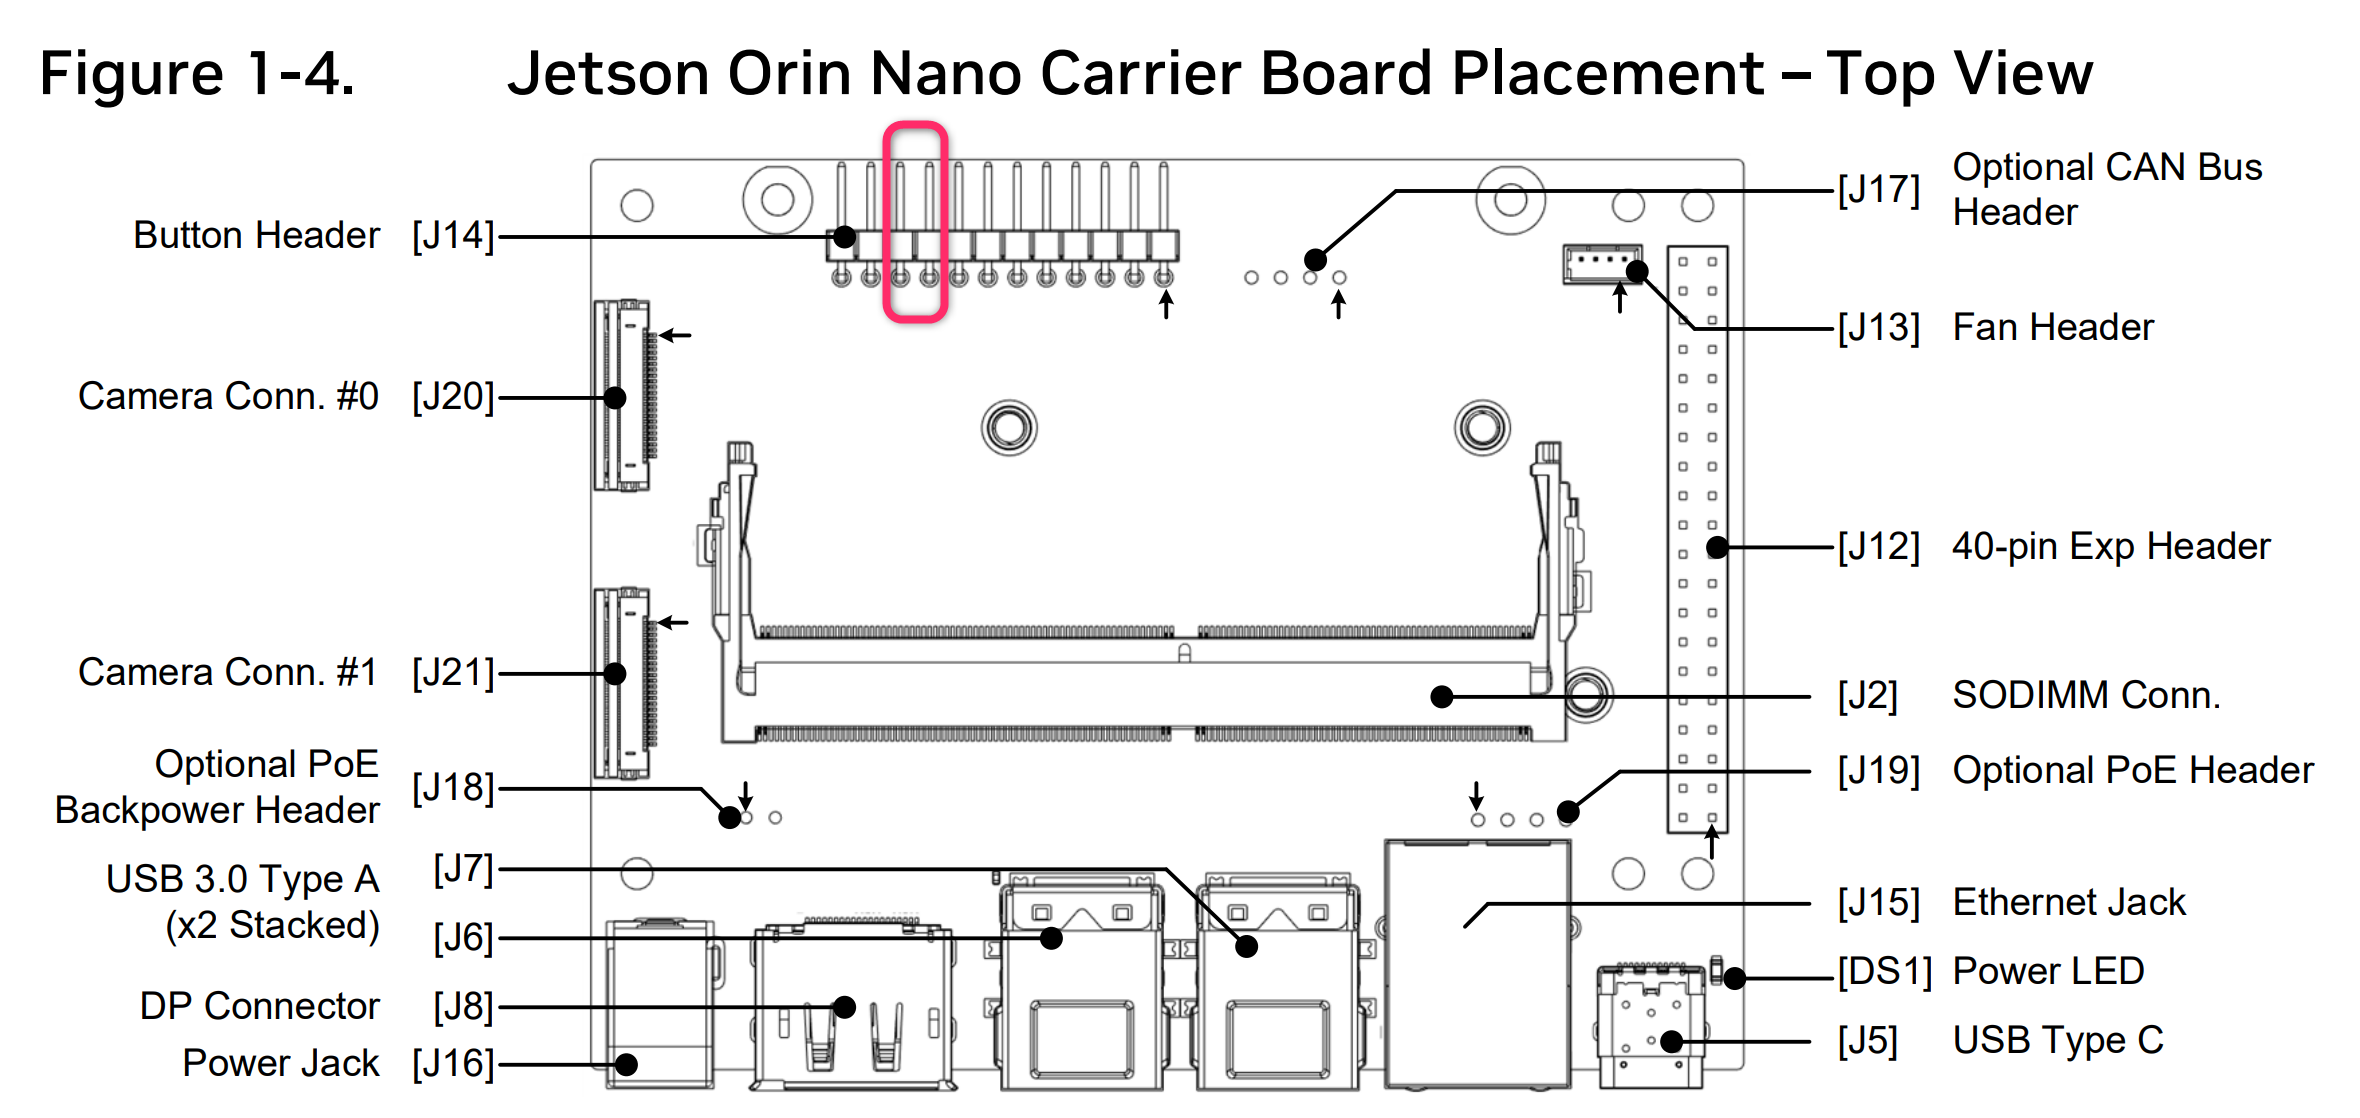 Figure 1-4. Jetson Orin Nano Carrier Board Placement – Top View
Button Header [J14]
Camera Conn. #0 [J20]
Camera Conn. #1 [J21]
Optional PoE
Backpower Header [J18]
USB 3.0 Type A
(x2 Stacked)
[J7]
[J6]
DP Connector [J8]
Power Jack [J16]
[J17] Optional CAN Bus
Header
[J13] Fan Header
[J12] 40-pin Exp Header
[J2] SODIMM Conn.
[J19] Optional PoE Header
[J15] Ethernet Jack
[DS1] Power LED
[J5] USB Type C